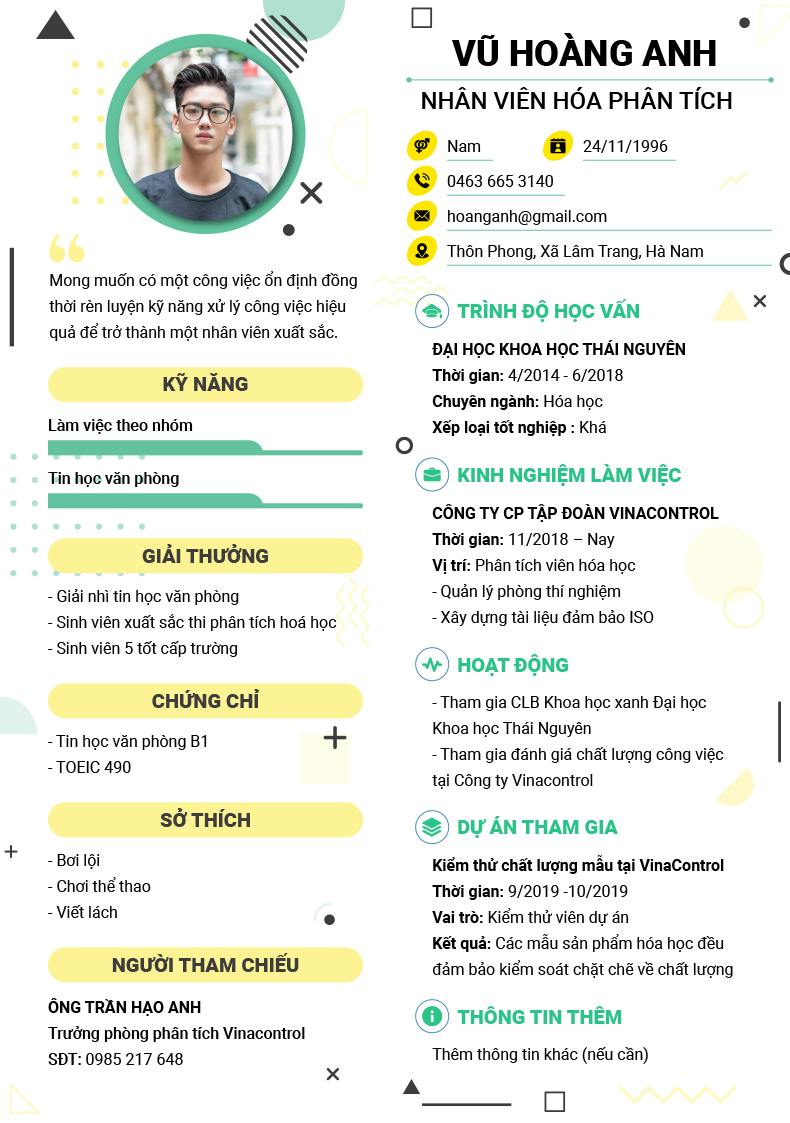 VŨ HOÀNG ANH
NHÂN VIÊN HÓA PHÂN TÍCH
Nam
24/11/1996
0463 665 3140
hoanganh@gmail.com
Thôn Phong, Xã Lâm Trang, Hà Nam
Mong muốn có một công việc ổn định đồng
thời rèn luyện kỹ năng xử lý công việc hiệu
quả để trở thành một nhân viên xuất sắc.
KỸ NĂNG
Làm việc theo nhóm
Tin học văn phòng
GIẢI THƯỞNG
- Giải nhì tin học văn phòng
- Sinh viên xuất sắc thi phân tích hoá học
- Sinh viên 5 tốt cấp trường
CHỨNG CHỈ
- Tin học văn phòng B1
- TOEIC 490
SỞ THÍCH
- Bơi lội
- Chơi thể thao
- Viết lách
NGƯỜI THAM CHIẾU
ÔNG TRẦN HẠO ANH
Trưởng phòng phân tích Vinacontrol
SĐT: 0985 217 648
TRÌNH ĐỘ HỌC VẤN
ĐẠI HỌC KHOA HỌC THÁI NGUYÊN
Thời gian: 4/2014 - 6/2018
Chuyên ngành: Hóa học
Xếp loại tốt nghiệp : Khá
KINH NGHIỆM LÀM VIỆC
CÔNG TY CP TẬP ĐOÀN VINACONTROL
Thời gian: 11/2018 – Nay
Vị trí: Phân tích viên hóa học
- Quản lý phòng thí nghiệm
- Xây dựng tài liệu đảm bảo ISO
HOẠT ĐỘNG
- Tham gia CLB Khoa học xanh Đại học
Khoa học Thái Nguyên
- Tham gia đánh giá chất lượng công việc
tại Công ty Vinacontrol
DỰ ÁN THAM GIA
Kiểm thử chất lượng mẫu tại VinaControl
Thời gian: 9/2019 -10/2019
Vai trò: Kiểm thử viên dự án
Kết quả: Các mẫu sản phẩm hóa học đều
đảm bảo kiểm soát chặt chẽ về chất lượng
THÔNG TIN THÊM
Thêm thông tin khác (nếu cần)